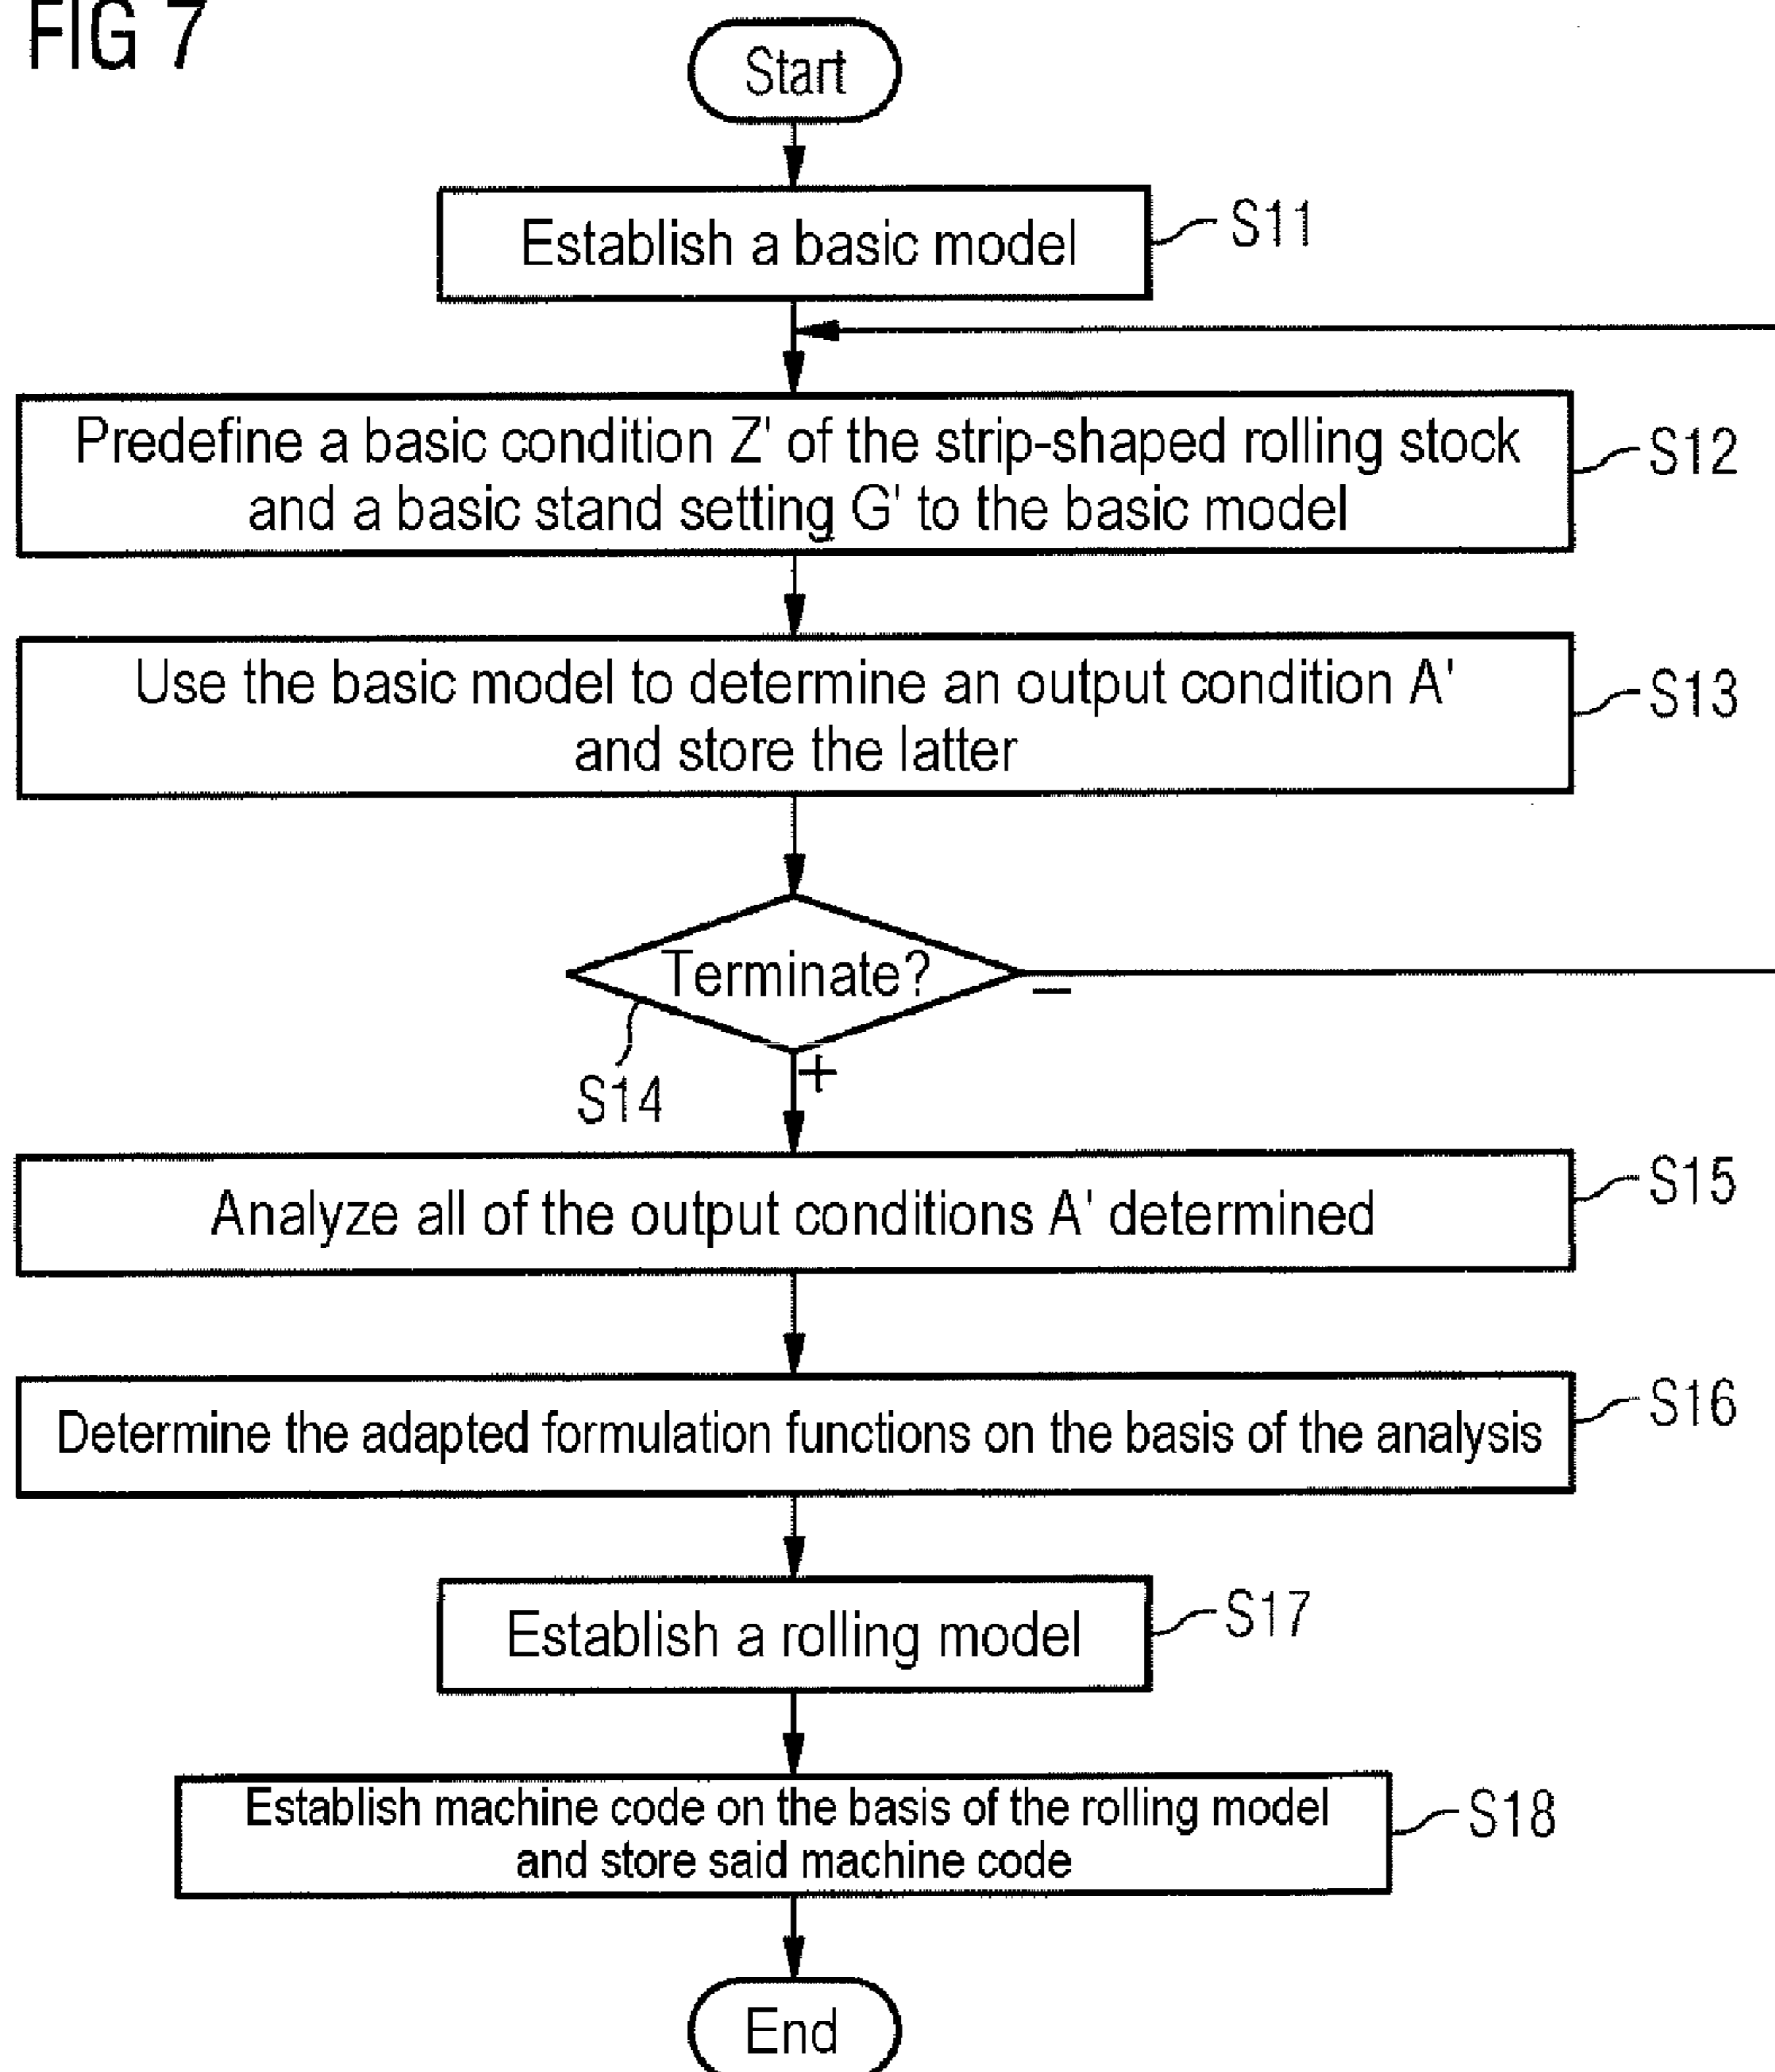 FIG 7
Start
Establish a basic model
S11
Predefine a basic condition Z' of the strip-shaped rolling stock
and a basic stand setting G' to the basic model
S12
Use the basic model to determine an output condition A'
and store the latter
S13
Terminate?
–
S14
+
Analyze all of the output conditions A' determined
S15
Determine the adapted formulation functions on the basis of the analysis
S16
Establish a rolling model
S17
Establish machine code on the basis of the rolling model
and store said machine code
S18
End